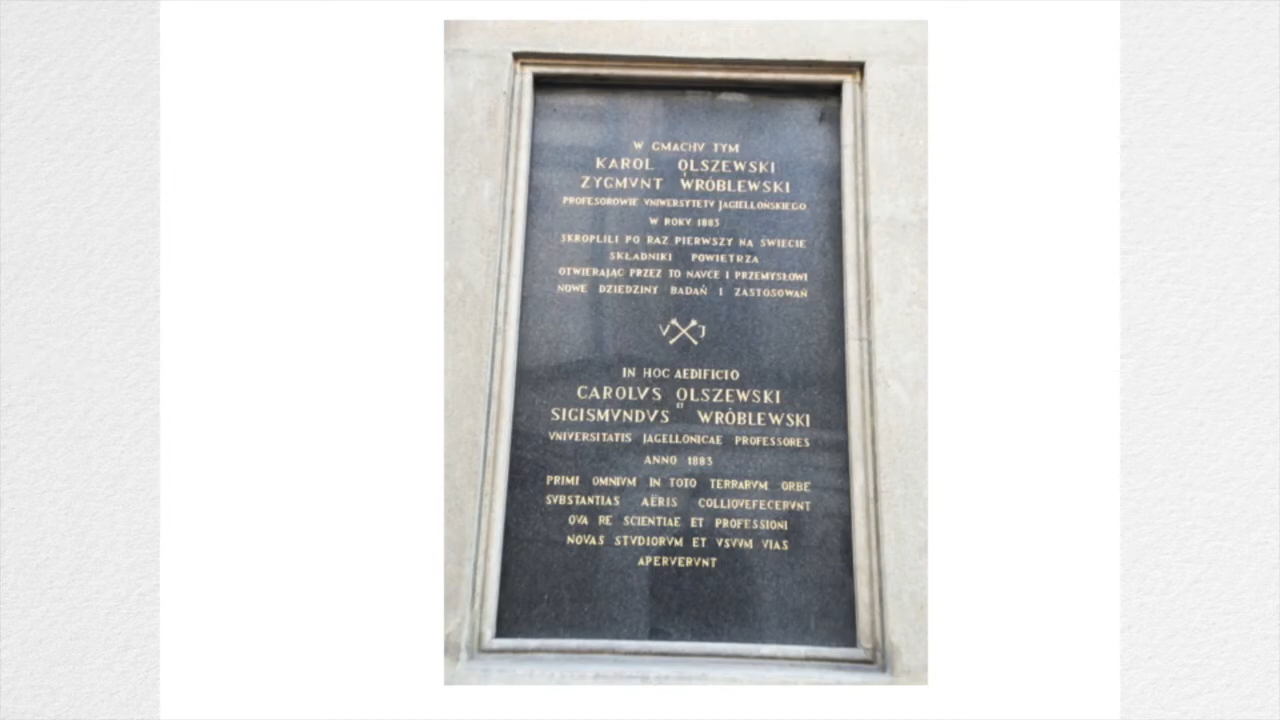 W GMACHV TYM
KAROL OLSZEWSKI
I
ZYGMVNT WRÓBLEWSKI
PROFESOROWIE VNIWERSYTETV JAGIELLOŃSKIEGO
W ROKV 1883
SKROPLILI PO RAZ PIERWSZY NA ŚWIECIE
SKŁADNIKI POWIETRZA
OTWIERAJĄC PRZEZ TO NAVCE I PRZEMYSŁOWI
NOWE DZIEDZINY BADAŃ I ZASTOSOWAŃ
V J
IN HOC AEDIFICIO
CAROLVS OLSZEWSKI
ET
SIGISMVNDVS WRÓBLEWSKI
VNIVERSITATIS JAGELLONICAE PROFESSORES
ANNO 1883
PRIMI OMNIVM IN TOTO TERRARVM ORBE
SVBSTANTIAS AËRIS COLLIQVEFECERVNT
QVA RE SCIENTIAE ET PROFESSIONI
NOVAS STVDIORVM ET VSVVM VIAS
APERVERVNT